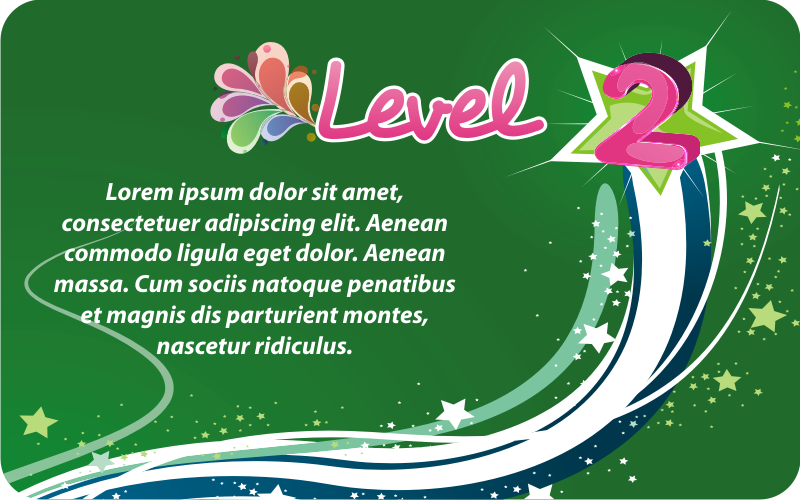 Level 2
Lorem ipsum dolor sit amet,
consectetuer adipiscing elit. Aenean
commodo ligula eget dolor. Aenean
massa. Cum sociis natoque penatibus
et magnis dis parturient montes,
nascetur ridiculus.